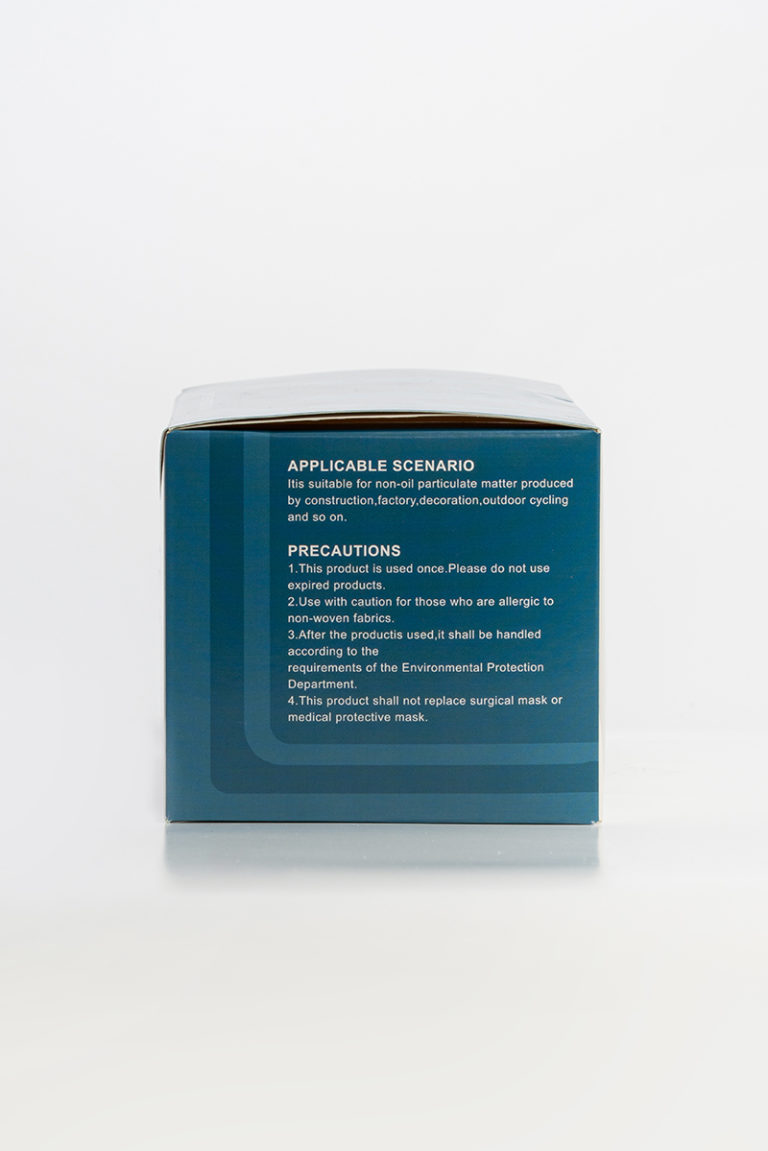 APPLICABLE SCENARIO
Itis suitable for non-oil particulate matter produced
by construction,factory,decoration,outdoor cycling
and so on.
PRECAUTIONS
1.This product is used once.Please do not use
expired products.
2.Use with caution for those who are allergic to
non-woven fabrics.
3.After the productis used,it shall be handled
according to the
requirements of the Environmental Protection
Department.
4.This product shall not replace surgical mask or
medical protective mask.